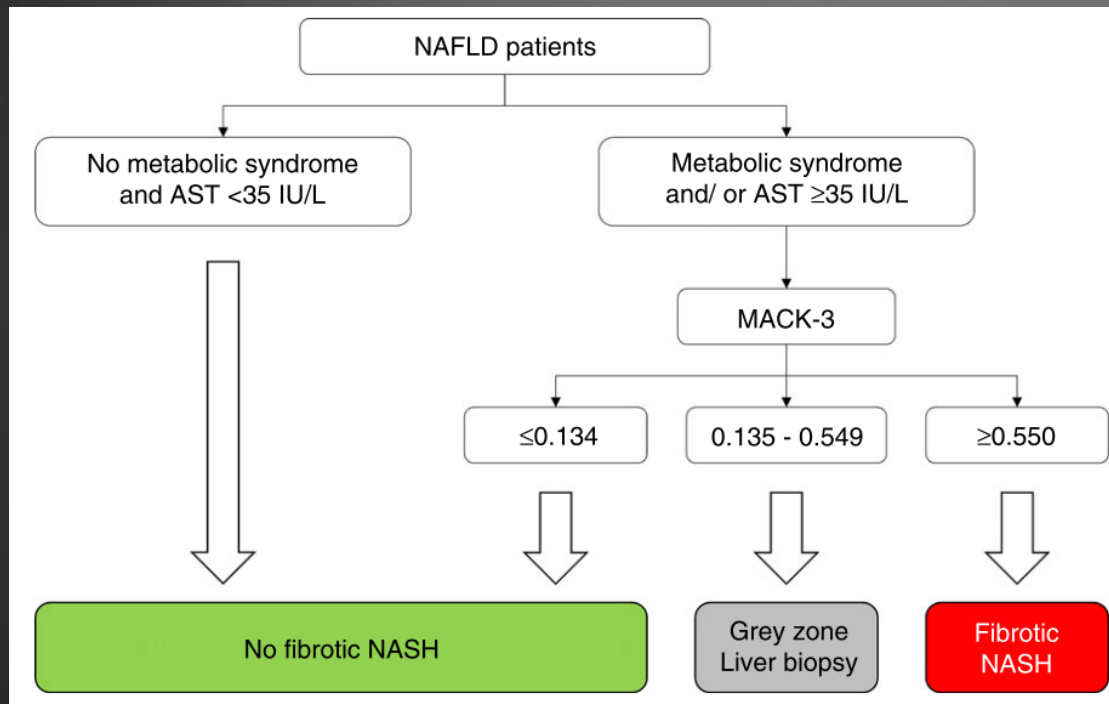 NAFLD patients
No metabolic syndrome
and AST <35 IU/L
Metabolic syndrome
and/ or AST ≥35 IU/L
MACK-3
≤0.134
0.135 - 0.549
≥0.550
No fibrotic NASH
Grey zone
Liver biopsy
Fibrotic
NASH